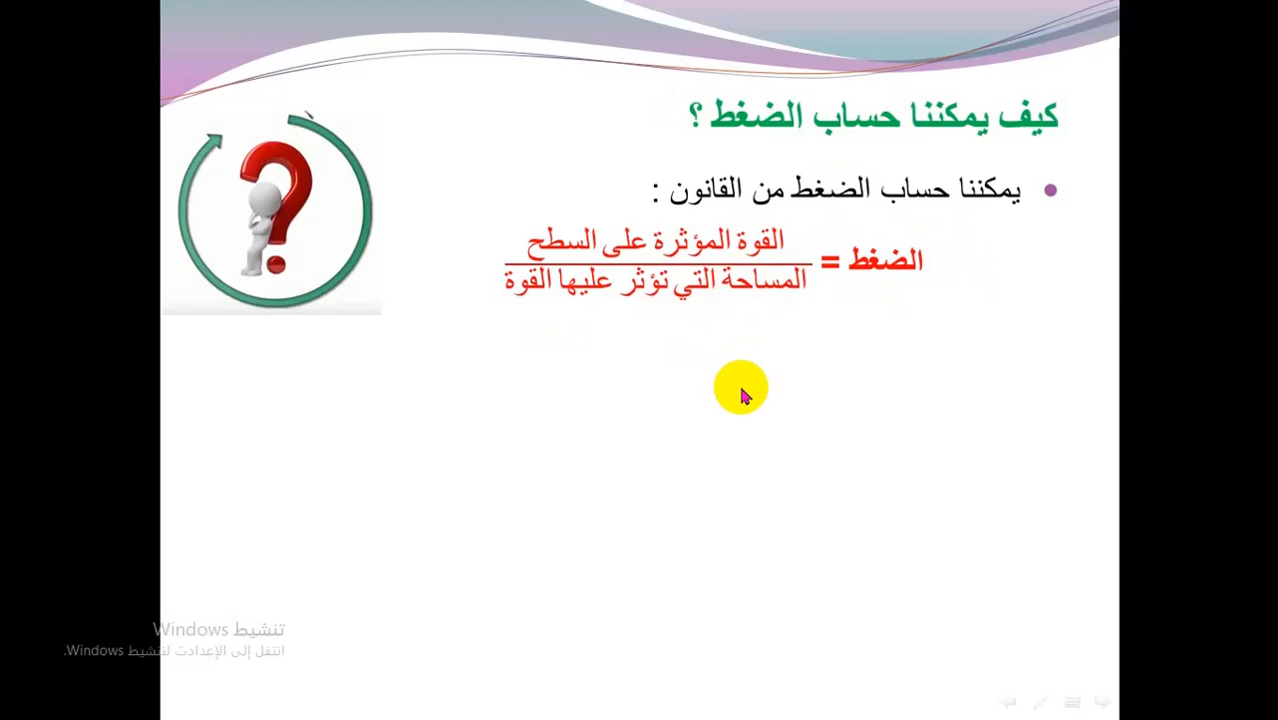 كيف يمكننا حساب الضغط ؟
يمكننا حساب الضغط من القانون :
الضغط =
القوة المؤثرة على السطح
المساحة التي تؤثر عليها القوة
تنشيط Windows
انتقل إلى الإعدادت لتنشيط Windows.